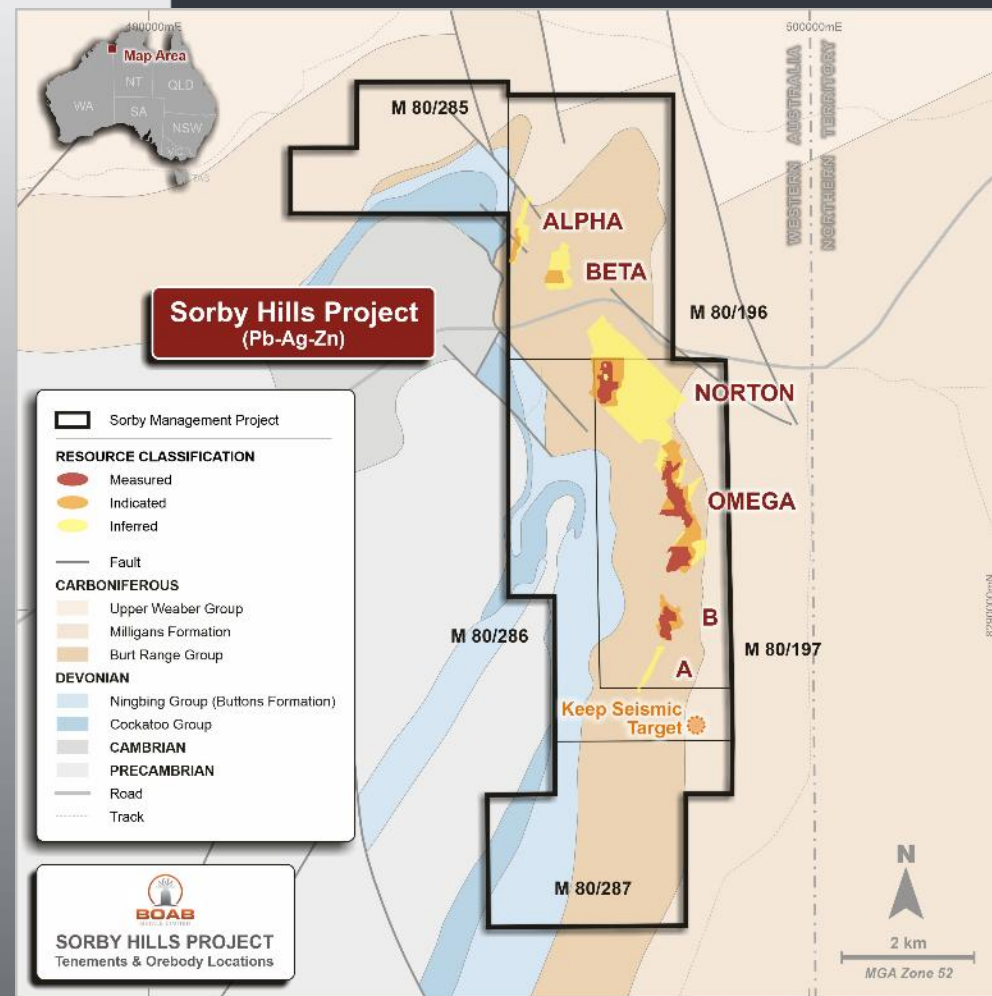 480000mE
500000mE
Map Area
WA
NT
SA
QLD
NSW
TAS
WESTERN AUSTRALIA
NORTHERN TERRITORY
M 80/285
ALPHA
BETA
Sorby Hills Project
(Pb-Ag-Zn)
M 80/196
NORTON
OMEGA
B
M 80/286
M 80/197
A
Keep Seismic
Target
M 80/287
Sorby Management Project
RESOURCE CLASSIFICATION
Measured
Indicated
Inferred
Fault
CARBONIFEROUS
Upper Weaber Group
Milligans Formation
Burt Range Group
DEVONIAN
Ningbing Group (Buttons Formation)
Cockatoo Group
CAMBRIAN
PRECAMBRIAN
Road
Track
BOAB
SORBY HILLS PROJECT
Tenements & Orebody Locations
N
2 km
MGA Zone 52